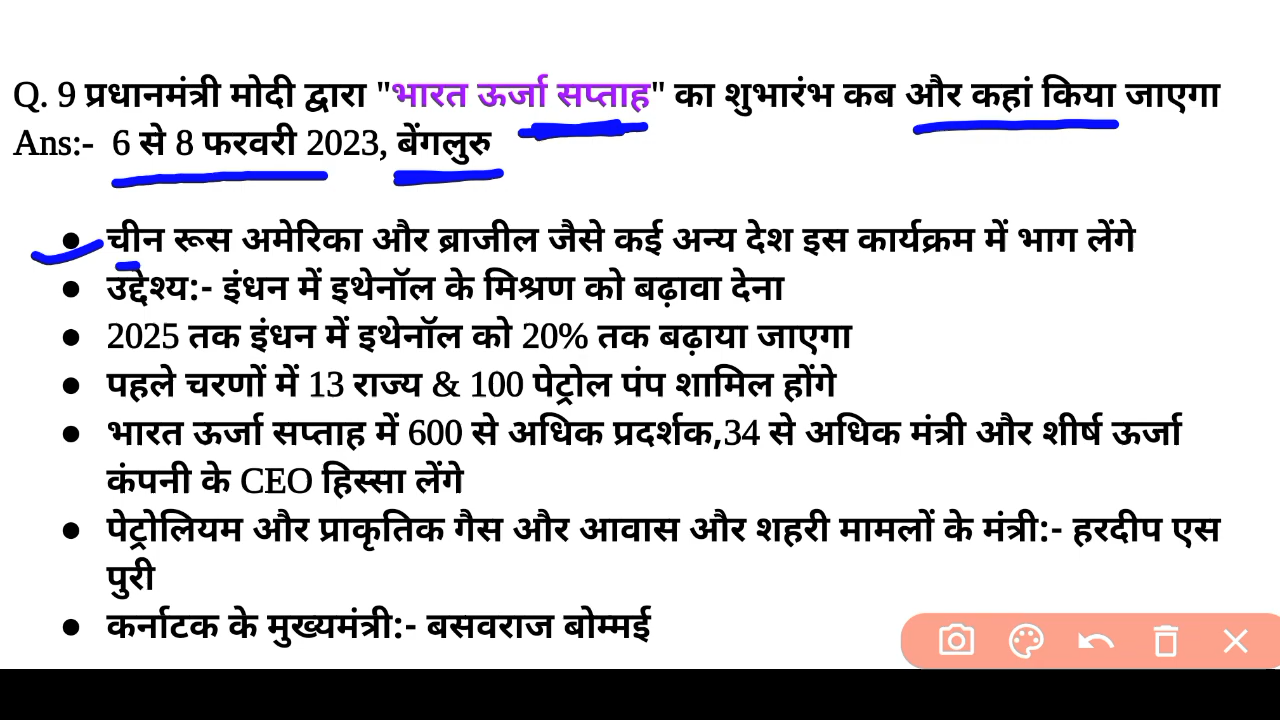 Q. 9 प्रधानमंत्री मोदी द्वारा "भारत ऊर्जा सप्ताह" का शुभारंभ कब और कहां किया जाएगा
Ans:- 6 से 8 फरवरी 2023, बेंगलुरु
● चीन रूस अमेरिका और ब्राजील जैसे कई अन्य देश इस कार्यक्रम में भाग लेंगे
● उद्देश्य:- इंधन में इथेनॉल के मिश्रण को बढ़ावा देना
● 2025 तक इंधन में इथेनॉल को 20% तक बढ़ाया जाएगा
● पहले चरणों में 13 राज्य & 100 पेट्रोल पंप शामिल होंगे
● भारत ऊर्जा सप्ताह में 600 से अधिक प्रदर्शक,34 से अधिक मंत्री और शीर्ष ऊर्जा
कंपनी के CEO हिस्सा लेंगे
● पेट्रोलियम और प्राकृतिक गैस और आवास और शहरी मामलों के मंत्री:- हरदीप एस
पुरी
● कर्नाटक के मुख्यमंत्री:- बसवराज बोम्मई